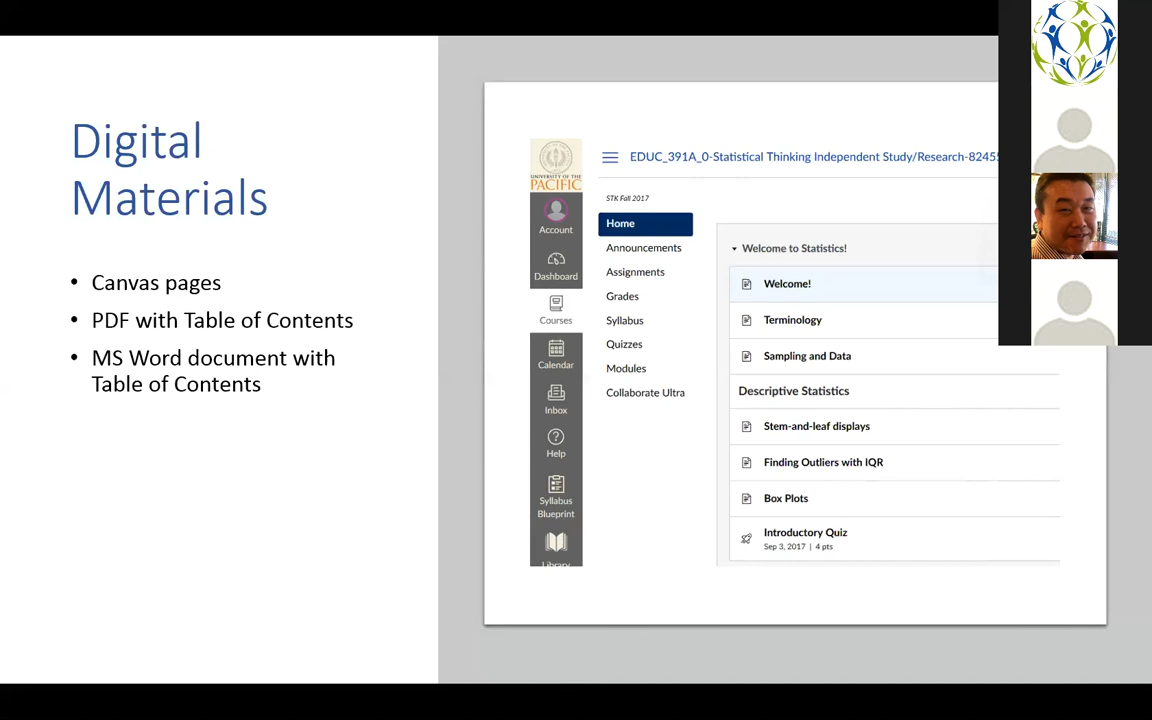 Digital
Materials
• Canvas pages
• PDF with Table of Contents
• MS Word document with
Table of Contents
UNIVERSITY OF THE
PACIFIC
Account
Dashboard
Courses
Calendar
Inbox
Help
Syllabus
Blueprint
Library
EDUC_391A_0-Statistical Thinking Independent Study/Research-82455
STK Fall 2017
Home
Announcements
Assignments
Grades
Syllabus
Quizzes
Modules
Collaborate Ultra
Welcome to Statistics!
Welcome!
Terminology
Sampling and Data
Descriptive Statistics
Stem-and-leaf displays
Finding Outliers with IQR
Box Plots
Introductory Quiz
Sep 3, 2017 | 4 pts